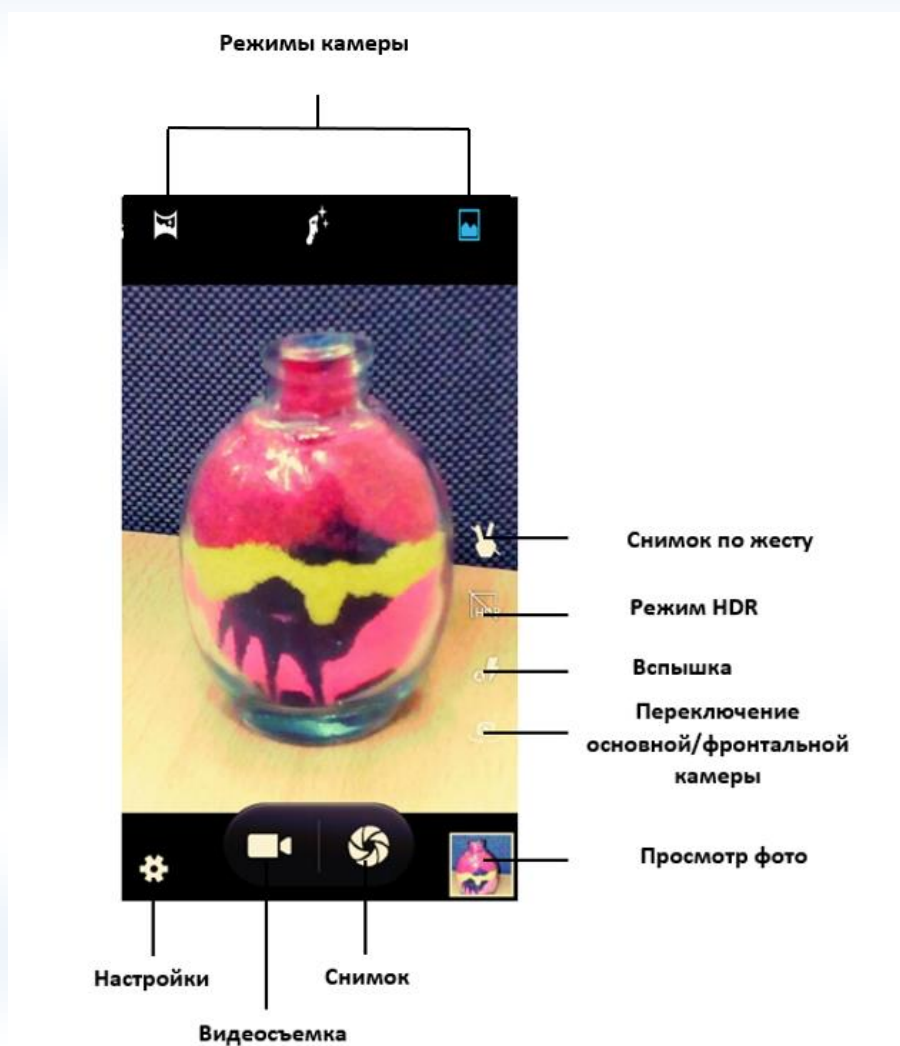 Режимы камеры
Снимок по жесту
Режим HDR
Вспышка
Переключение
основной/фронтальной
камеры
Просмотр фото
Настройки
Снимок
Видеосъемка